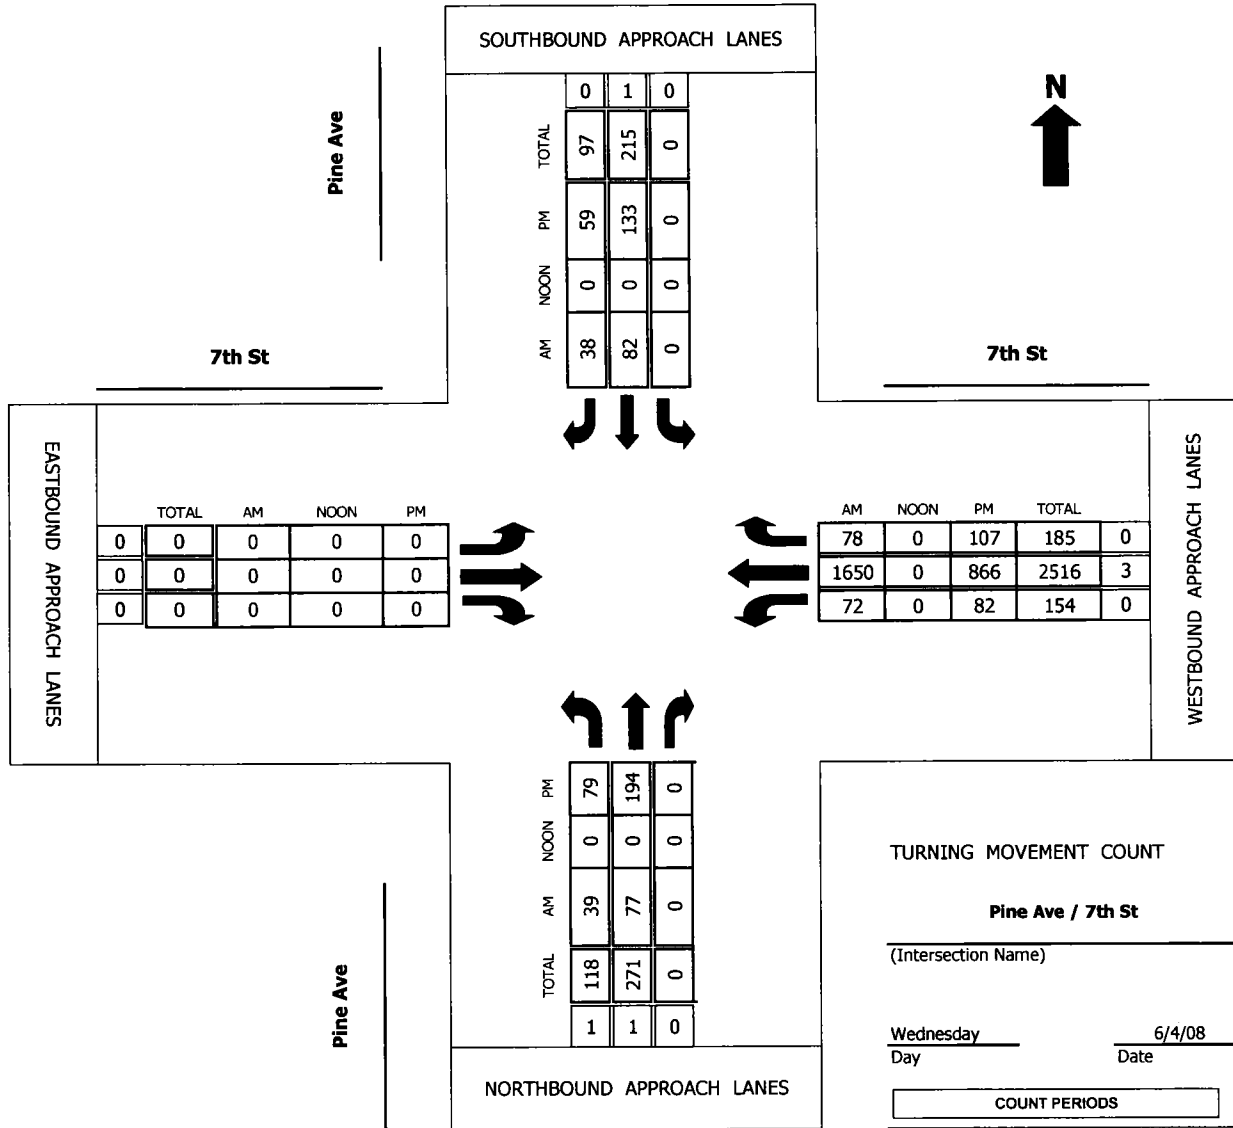 SOUTHBOUND APPROACH LANES
0 1 0
TOTAL 97 215 0
PM 59 133 0
NOON 0 0 0
AM 38 82 0
N
Pine Ave
7th St
7th St
EASTBOUND APPROACH LANES
TOTAL AM NOON PM
0 0 0 0 0
0 0 0 0 0
0 0 0 0 0
AM NOON PM TOTAL
78 0 107 185 0
1650 0 866 2516 3
72 0 82 154 0
WESTBOUND APPROACH LANES
PM 79 194 0
NOON 0 0 0
AM 39 77 0
TOTAL 118 271 0
1 1 0
Pine Ave
NORTHBOUND APPROACH LANES
TURNING MOVEMENT COUNT
Pine Ave / 7th St
(Intersection Name)
Wednesday 6/4/08
Day Date
COUNT PERIODS